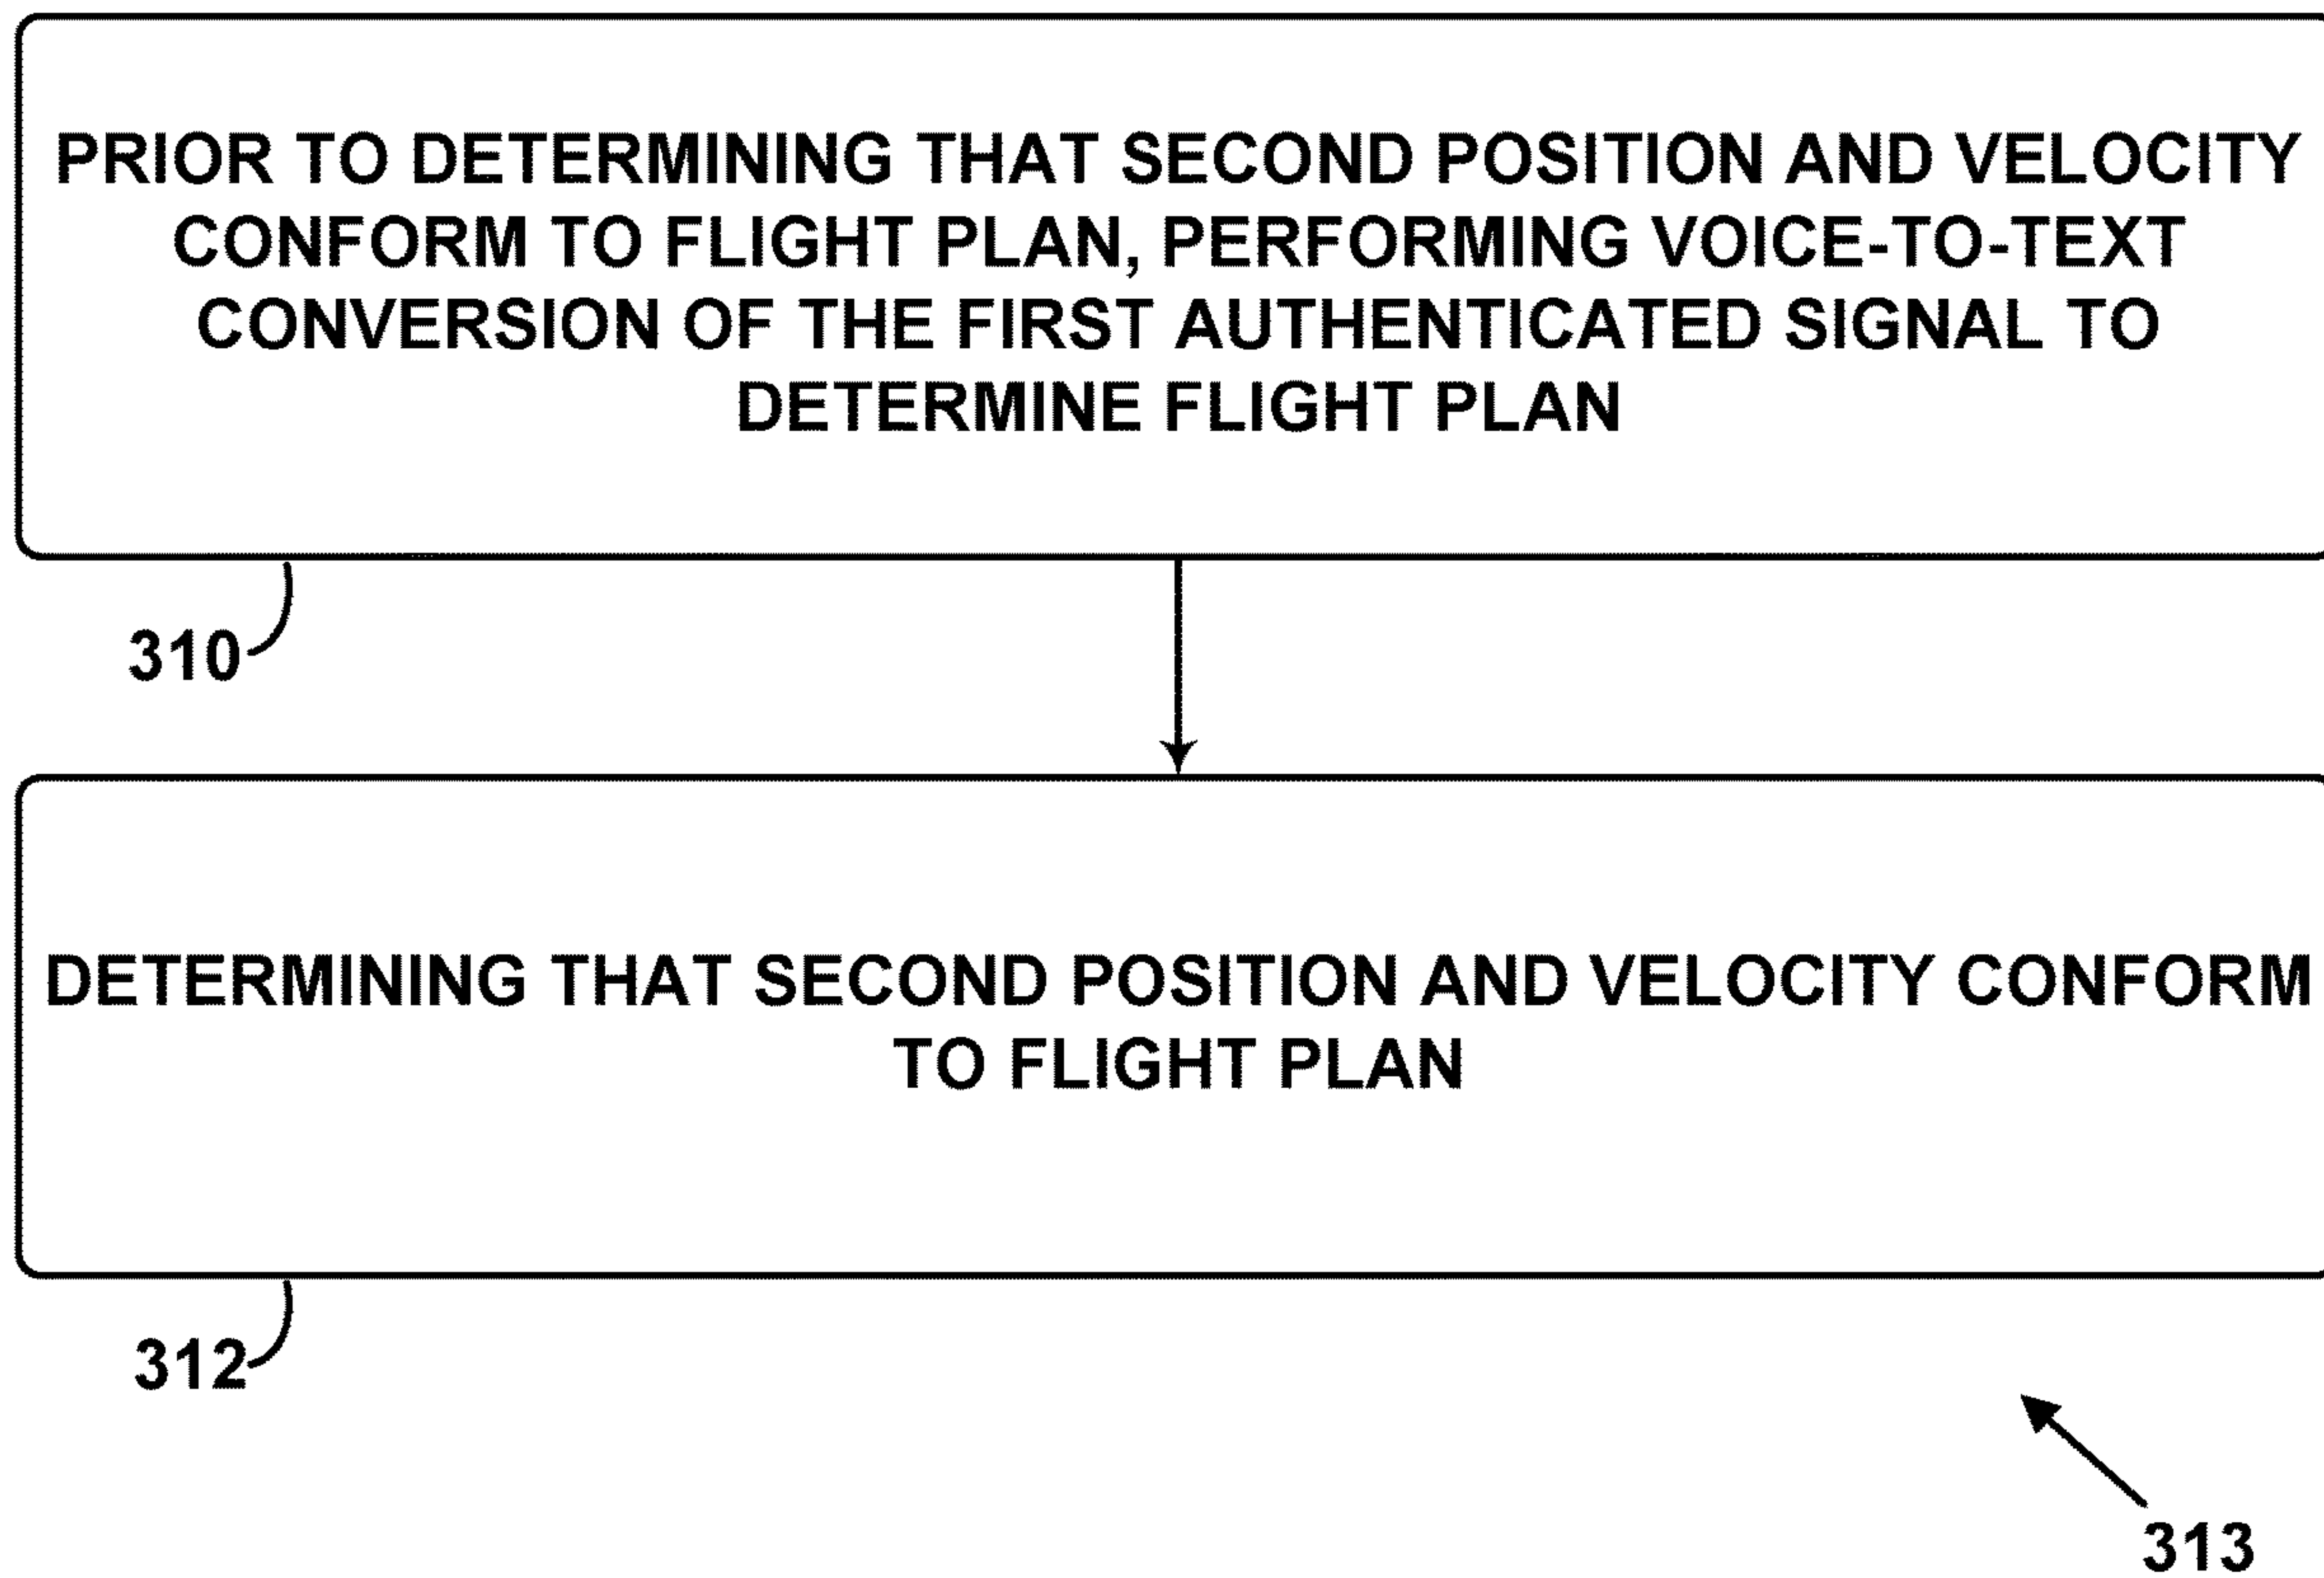 PRIOR TO DETERMINING THAT SECOND POSITION AND VELOCITY
CONFORM TO FLIGHT PLAN, PERFORMING VOICE-TO-TEXT
CONVERSION OF THE FIRST AUTHENTICATED SIGNAL TO
DETERMINE FLIGHT PLAN
310
DETERMINING THAT SECOND POSITION AND VELOCITY CONFORM
TO FLIGHT PLAN
312
313